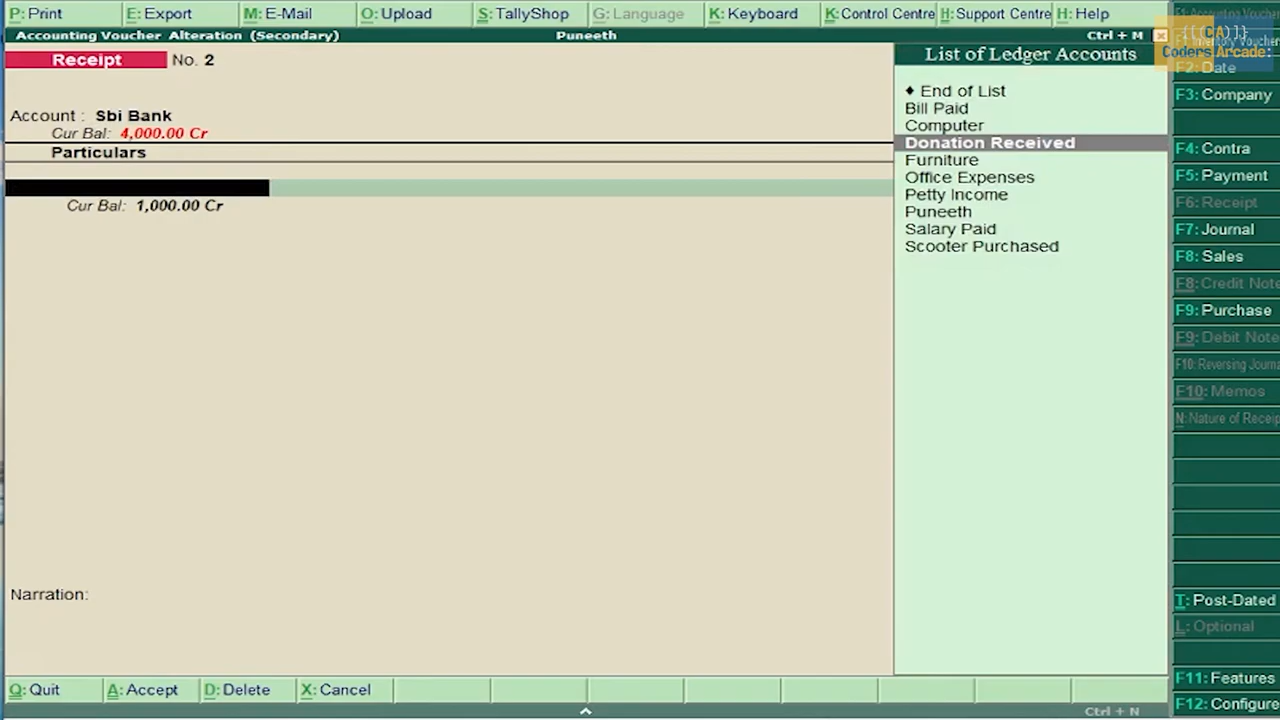 P: Print E: Export M: E-Mail O: Upload S: TallyShop G: Language K: Keyboard K: Control Centre H: Support Centre H: Help
Accounting Voucher Alteration (Secondary) Puneeth Ctrl + M
Receipt No. 2
Account : Sbi Bank
Cur Bal: 4,000.00 Cr
Particulars
Cur Bal: 1,000.00 Cr
Narration:
List of Ledger Accounts
♦ End of List
Bill Paid
Computer
Donation Received
Furniture
Office Expenses
Petty Income
Puneeth
Salary Paid
Scooter Purchased
{[(CA)]}
Coders Arcade:
F2: Date
F3: Company
F4: Contra
F5: Payment
F6: Receipt
F7: Journal
F8: Sales
F8: Credit Note
F9: Purchase
F9: Debit Note
F10: Reversing Journa
F10: Memos
N: Nature of Receip
T: Post-Dated
L: Optional
F11: Features
F12: Configure
Q: Quit A: Accept D: Delete X: Cancel
Ctrl + N